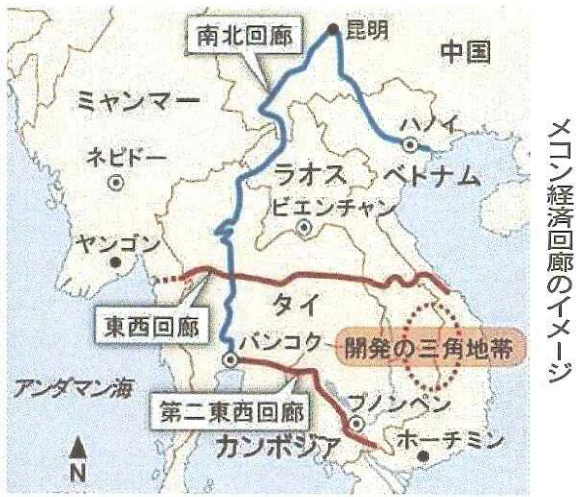 昆明
南北回廊
中国
ミャンマー
ハノイ
ネピドー
ラオス
ベトナム
ビエンチャン
ヤンゴン
タイ
東西回廊
バンコク
開発の三角地帯
アンダマン海
第二東西回廊
プノンペン
カンボジア
ホーチミン
N
メコン経済回廊のイメージ